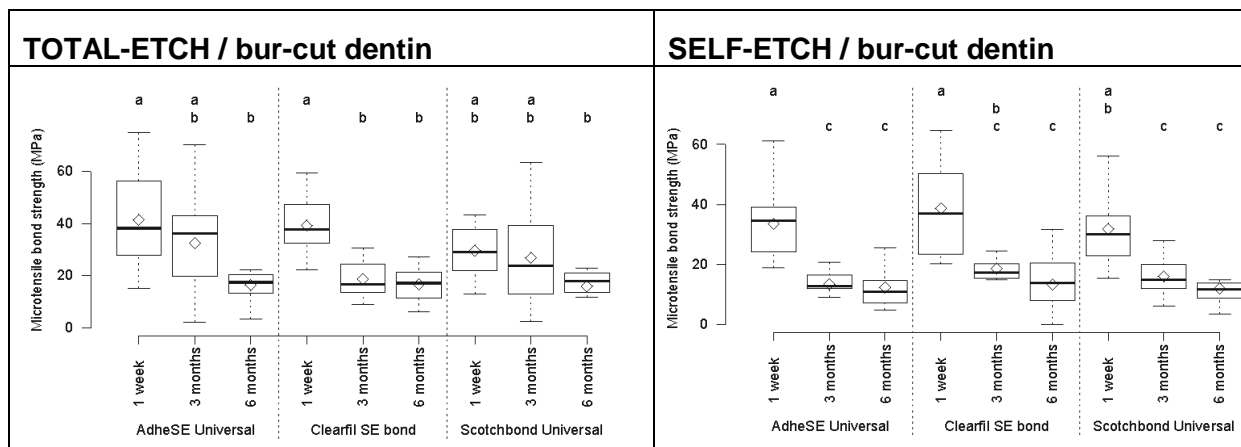 TOTAL-ETCH / bur-cut dentin
a a b a b b a a b
b b
Microtensile bond strength (MPa)
60
40
20
0
1 week
3 months
6 months
1 week
3 months
6 months
1 week
3 months
6 months
AdheSE Universal Clearfil SE bond Scotchbond Universal
SELF-ETCH / bur-cut dentin
a a a
b b
c c c c c c
Microtensile bond strength (MPa)
60
40
20
0
1 week
3 months
6 months
1 week
3 months
6 months
1 week
3 months
6 months
AdheSE Universal Clearfil SE bond Scotchbond Universal